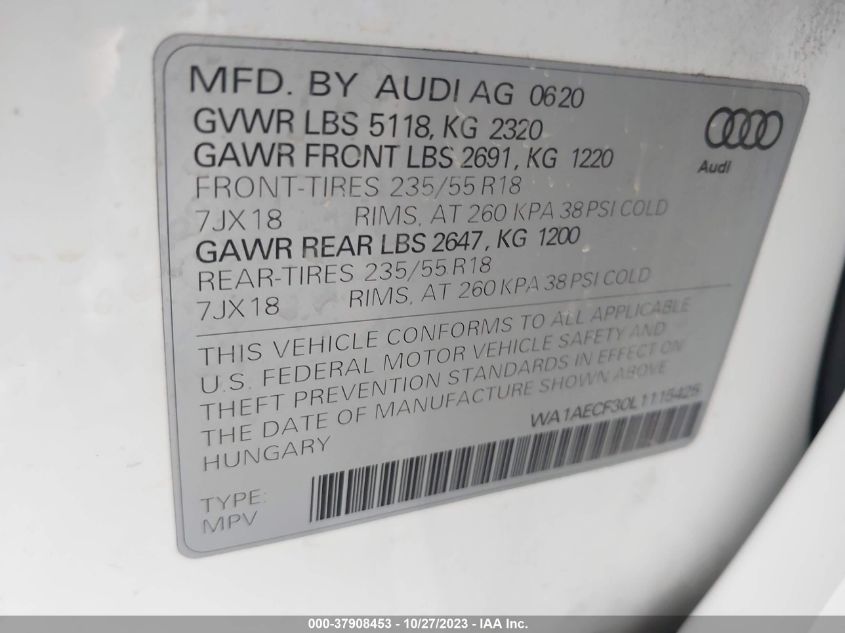 MFD. BY AUDI AG 0620
GVWR LBS 5118, KG 2320
GAWR FRONT LBS 2691, KG 1220
FRONT-TIRES 235/55 R18
7JX18 RIMS, AT 260 KPA 38 PSI COLD
GAWR REAR LBS 2647, KG 1200
REAR-TIRES 235/55 R18
7JX18 RIMS, AT 260 KPA 38 PSI COLD
Audi
THIS VEHICLE CONFORMS TO ALL APPLICABLE
U.S. FEDERAL MOTOR VEHICLE SAFETY AND
THEFT PREVENTION STANDARDS IN EFFECT ON
THE DATE OF MANUFACTURE SHOWN ABOVE
HUNGARY
WA1AECF30L1115425
TYPE:
MPV
000-37908453 - 10/27/2023 - © 2023, IAA Inc.